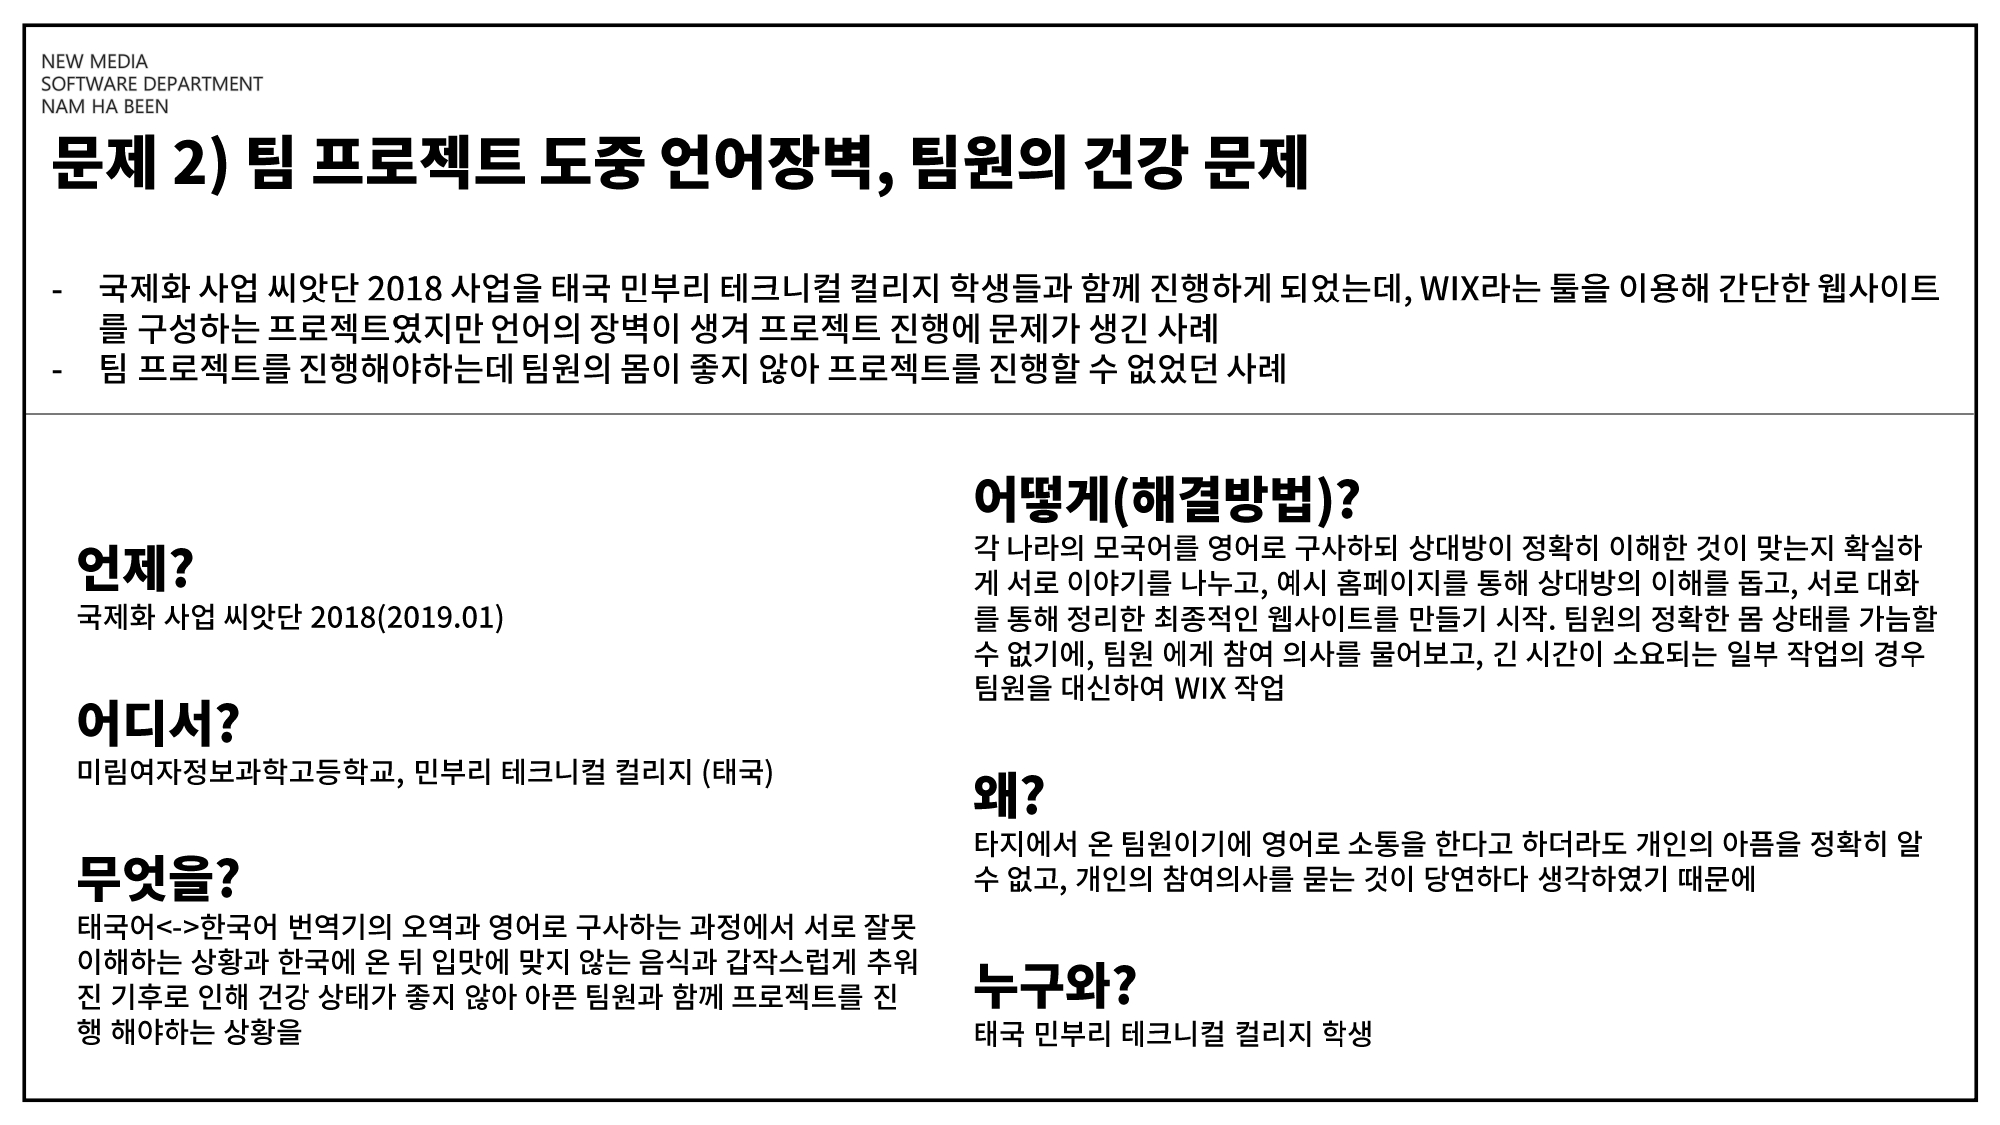 NEW MEDIA
SOFTWARE DEPARTMENT
NAM HA BEEN
문제 2) 팀 프로젝트 도중 언어장벽, 팀원의 건강 문제
- 국제화 사업 씨앗단 2018 사업을 태국 민부리 테크니컬 컬리지 학생들과 함께 진행하게 되었는데, WIX라는 툴을 이용해 간단한 웹사이트
를 구성하는 프로젝트였지만 언어의 장벽이 생겨 프로젝트 진행에 문제가 생긴 사례
- 팀 프로젝트를 진행해야하는데 팀원의 몸이 좋지 않아 프로젝트를 진행할 수 없었던 사례
언제?
국제화 사업 씨앗단 2018(2019.01)
어디서?
미림여자정보과학고등학교, 민부리 테크니컬 컬리지 (태국)
무엇을?
태국어<->한국어 번역기의 오역과 영어로 구사하는 과정에서 서로 잘못
이해하는 상황과 한국에 온 뒤 입맛에 맞지 않는 음식과 갑작스럽게 추워
진 기후로 인해 건강 상태가 좋지 않아 아픈 팀원과 함께 프로젝트를 진
행 해야하는 상황을
어떻게(해결방법)?
각 나라의 모국어를 영어로 구사하되 상대방이 정확히 이해한 것이 맞는지 확실하
게 서로 이야기를 나누고, 예시 홈페이지를 통해 상대방의 이해를 돕고, 서로 대화
를 통해 정리한 최종적인 웹사이트를 만들기 시작. 팀원의 정확한 몸 상태를 가늠할
수 없기에, 팀원 에게 참여 의사를 물어보고, 긴 시간이 소요되는 일부 작업의 경우
팀원을 대신하여 WIX 작업
왜?
타지에서 온 팀원이기에 영어로 소통을 한다고 하더라도 개인의 아픔을 정확히 알
수 없고, 개인의 참여의사를 묻는 것이 당연하다 생각하였기 때문에
누구와?
태국 민부리 테크니컬 컬리지 학생